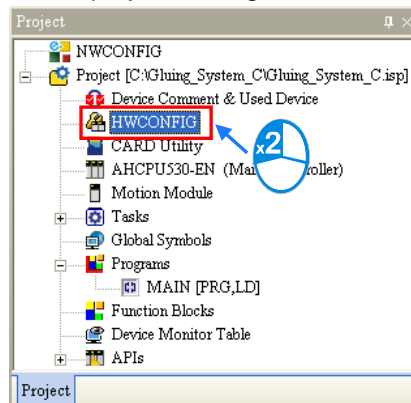 Project
NWCONFIG
Project [C:\Gluing_System_C\Gluing_System_C.isp]
Device Comment & Used Device
HWCONFIG
x2
CARD Utility
AHCPU530-EN (Ma roller)
Motion Module
Tasks
Global Symbols
Programs
MAIN [PRG,LD]
Function Blocks
Device Monitor Table
APIs
Project